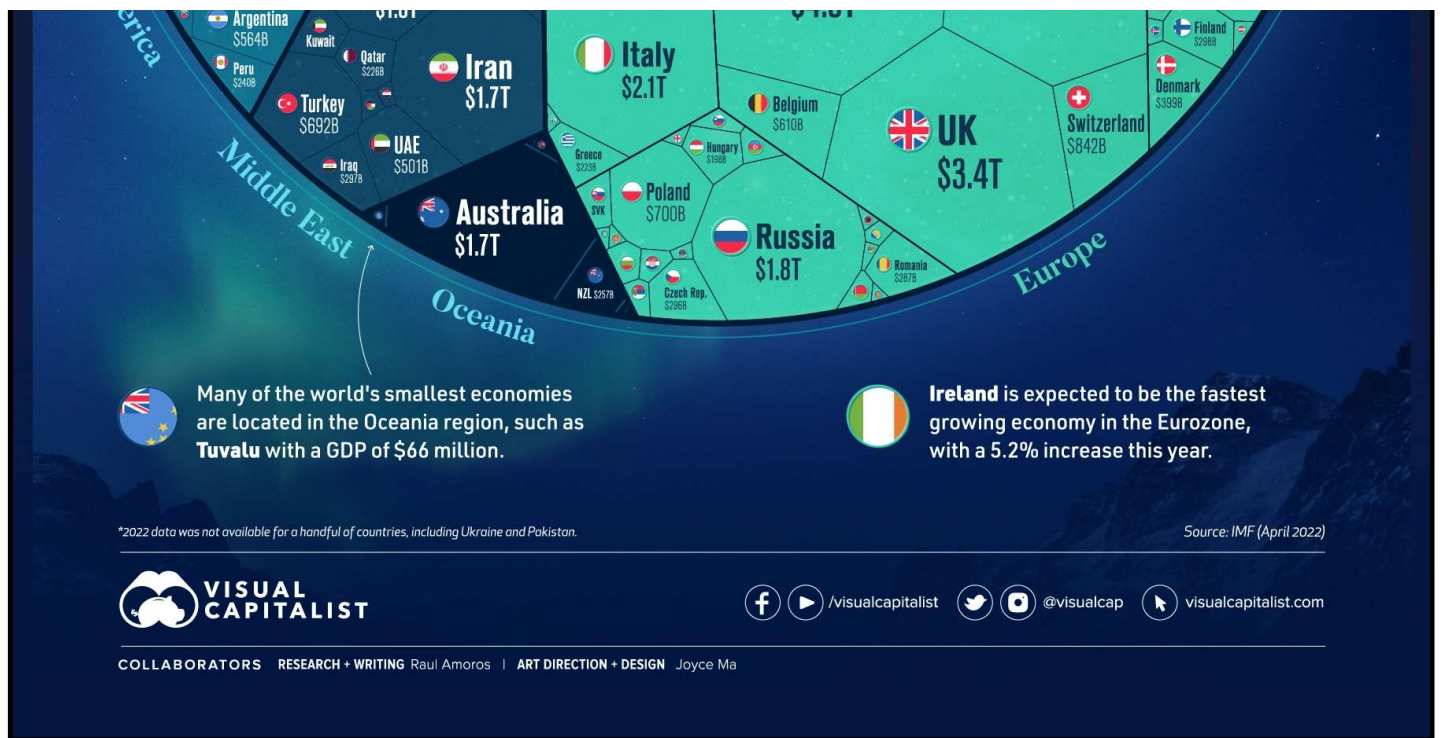 Argentina
$564B
Kuwait
Peru
$240B
Qatar
$226B
Iran
$1.7T
Turkey
$692B
UAE
$501B
Iraq
$297B
Italy
$2.1T
Belgium
$610B
UK
$3.4T
Switzerland
$842B
Finland
$298B
Denmark
$399B
Greece
$223B
Hungary
$198B
SVK
Poland
$700B
Russia
$1.8T
Romania
$287B
Czech Rep.
$296B
Australia
$1.7T
NZL $257B
erica
Middle East
Oceania
Europe
Many of the world's smallest economies
are located in the Oceania region, such as
Tuvalu with a GDP of $66 million.
Ireland is expected to be the fastest
growing economy in the Eurozone,
with a 5.2% increase this year.
*2022 data was not available for a handful of countries, including Ukraine and Pakistan.
Source: IMF (April 2022)
VISUAL
CAPITALIST
/visualcapitalist
@visualcap
visualcapitalist.com
COLLABORATORS RESEARCH + WRITING Raul Amoros | ART DIRECTION + DESIGN Joyce Ma